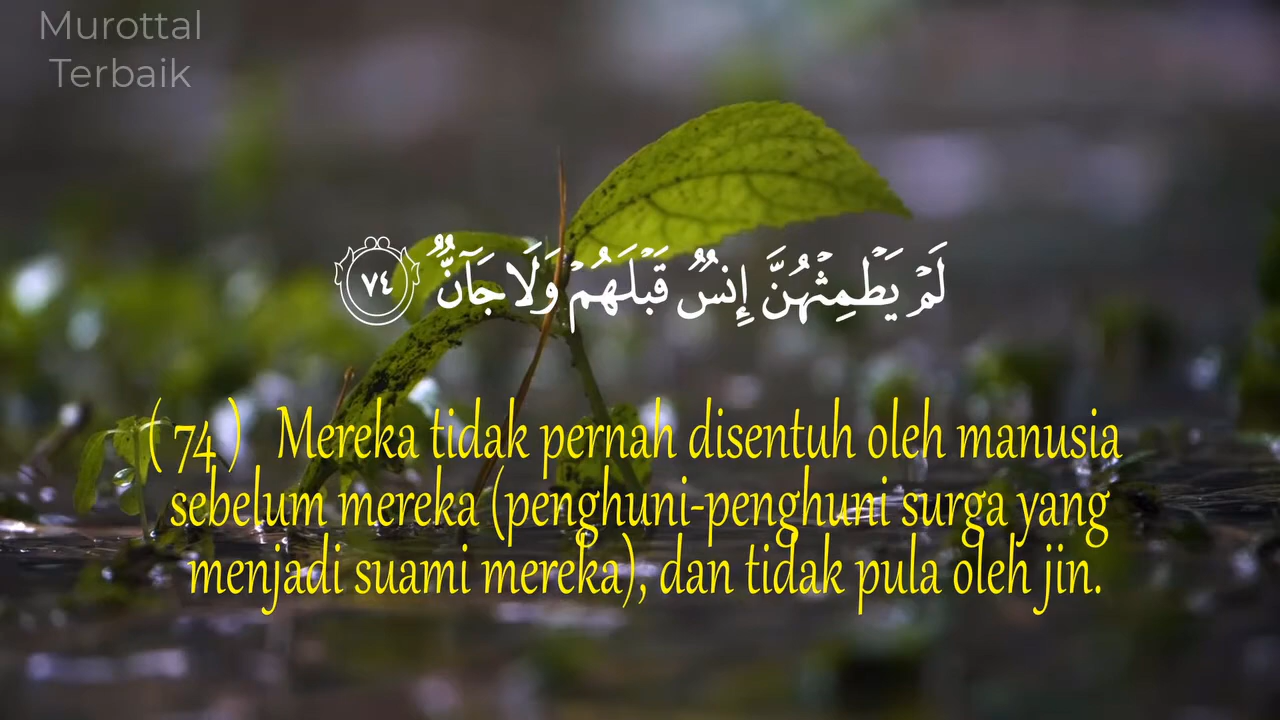 Murottal
Terbaik
لَمْ يَطْمِثْهُنَّ إِنسٌ قَبْلَهُمْ وَلَا جَآنٌّ ٧٤
( 74 ) Mereka tidak pernah disentuh oleh manusia
sebelum mereka (penghuni-penghuni surga yang
menjadi suami mereka), dan tidak pula oleh jin.